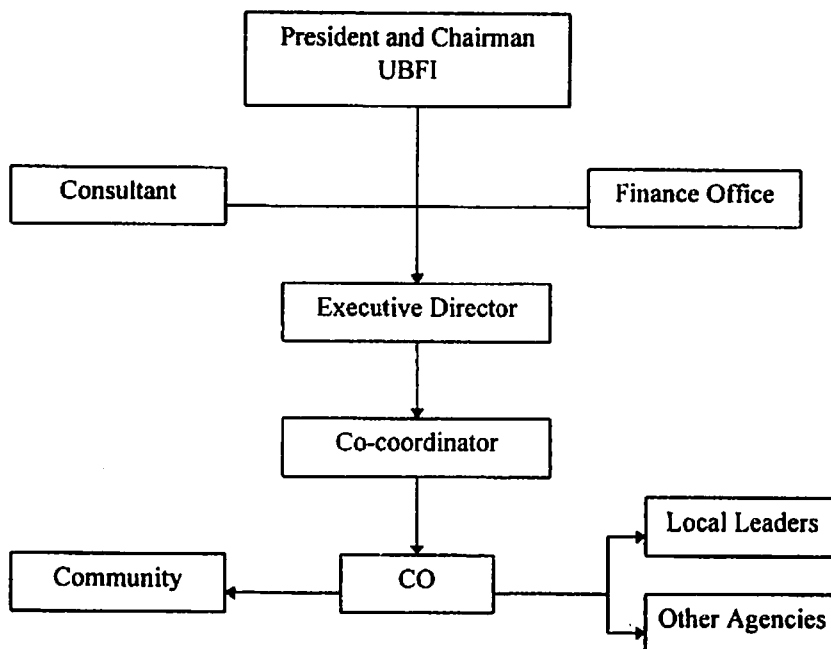 President and Chairman
UBFI
Consultant
Finance Office
Executive Director
Co-coordinator
Local Leaders
Community
CO
Other Agencies